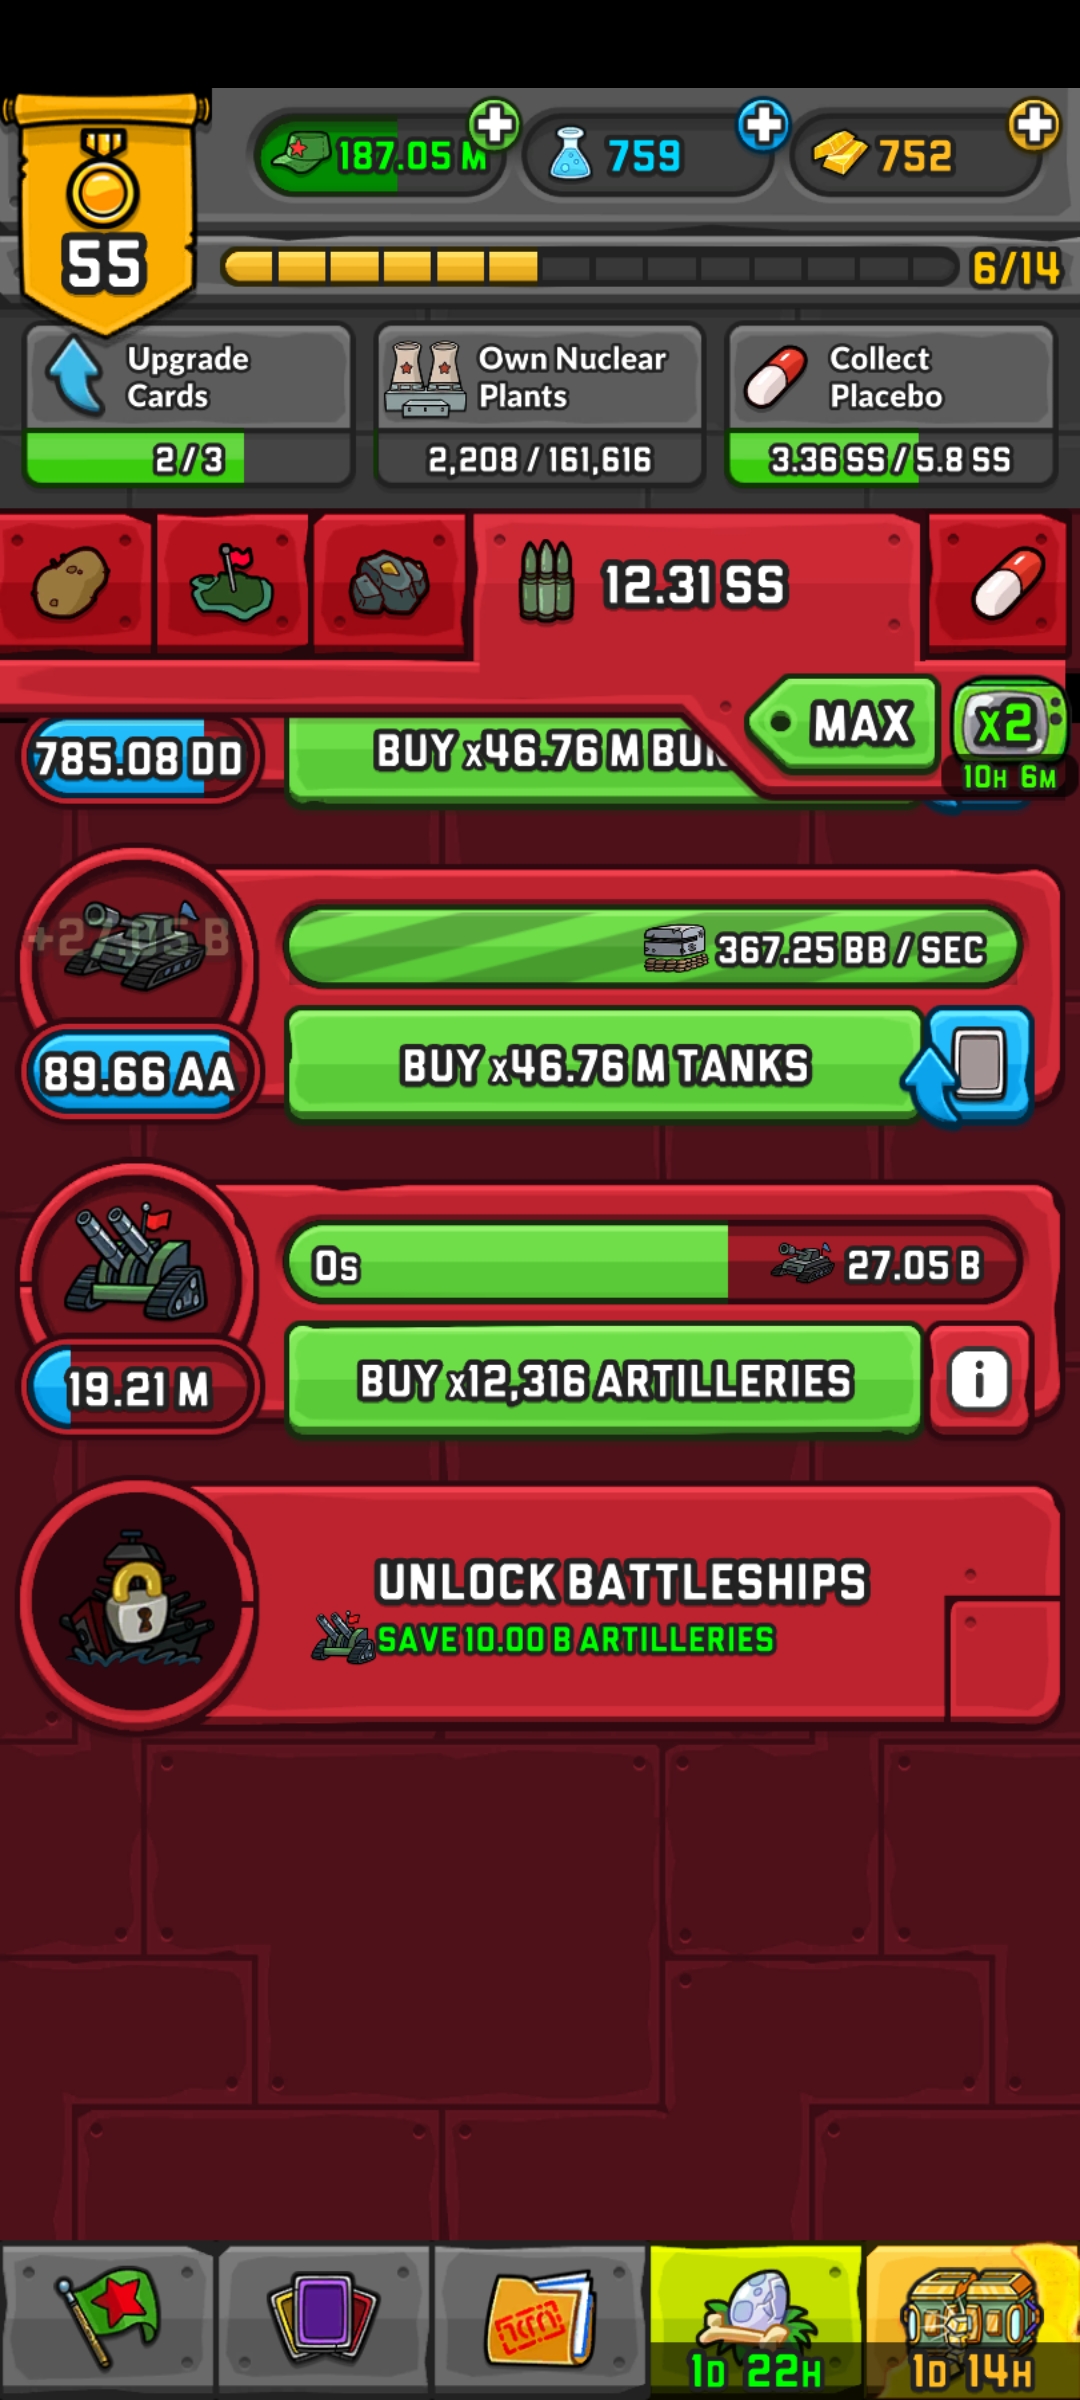 187.05 M
759
752
55
6/14
Upgrade
Cards
2/3
Own Nuclear
Plants
2,208 / 161,616
Collect
Placebo
3.36 SS / 5.8 SS
12.31 SS
MAX
x2
10H 6M
785.08 DD
BUY x46.76 M
+27.05 B
367.25 BB / SEC
89.66 AA
BUY x46.76 M TANKS
0s
27.05 B
19.21 M
BUY x12,316 ARTILLERIES
i
UNLOCK BATTLESHIPS
SAVE 10.00 B ARTILLERIES
1D 22H
1D 14H